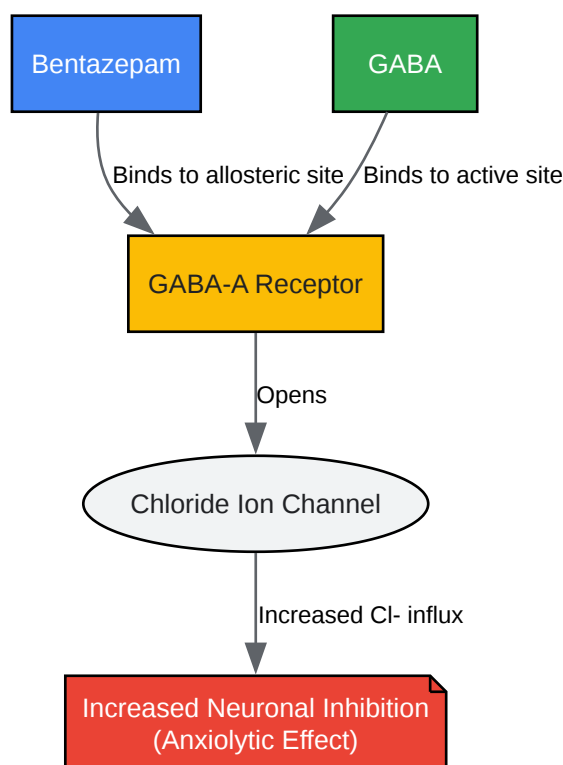 Bentazepam
GABA
Binds to allosteric site
Binds to active site
GABA-A Receptor
Opens
Chloride Ion Channel
Increased Cl- influx
Increased Neuronal Inhibition
(Anxiolytic Effect)